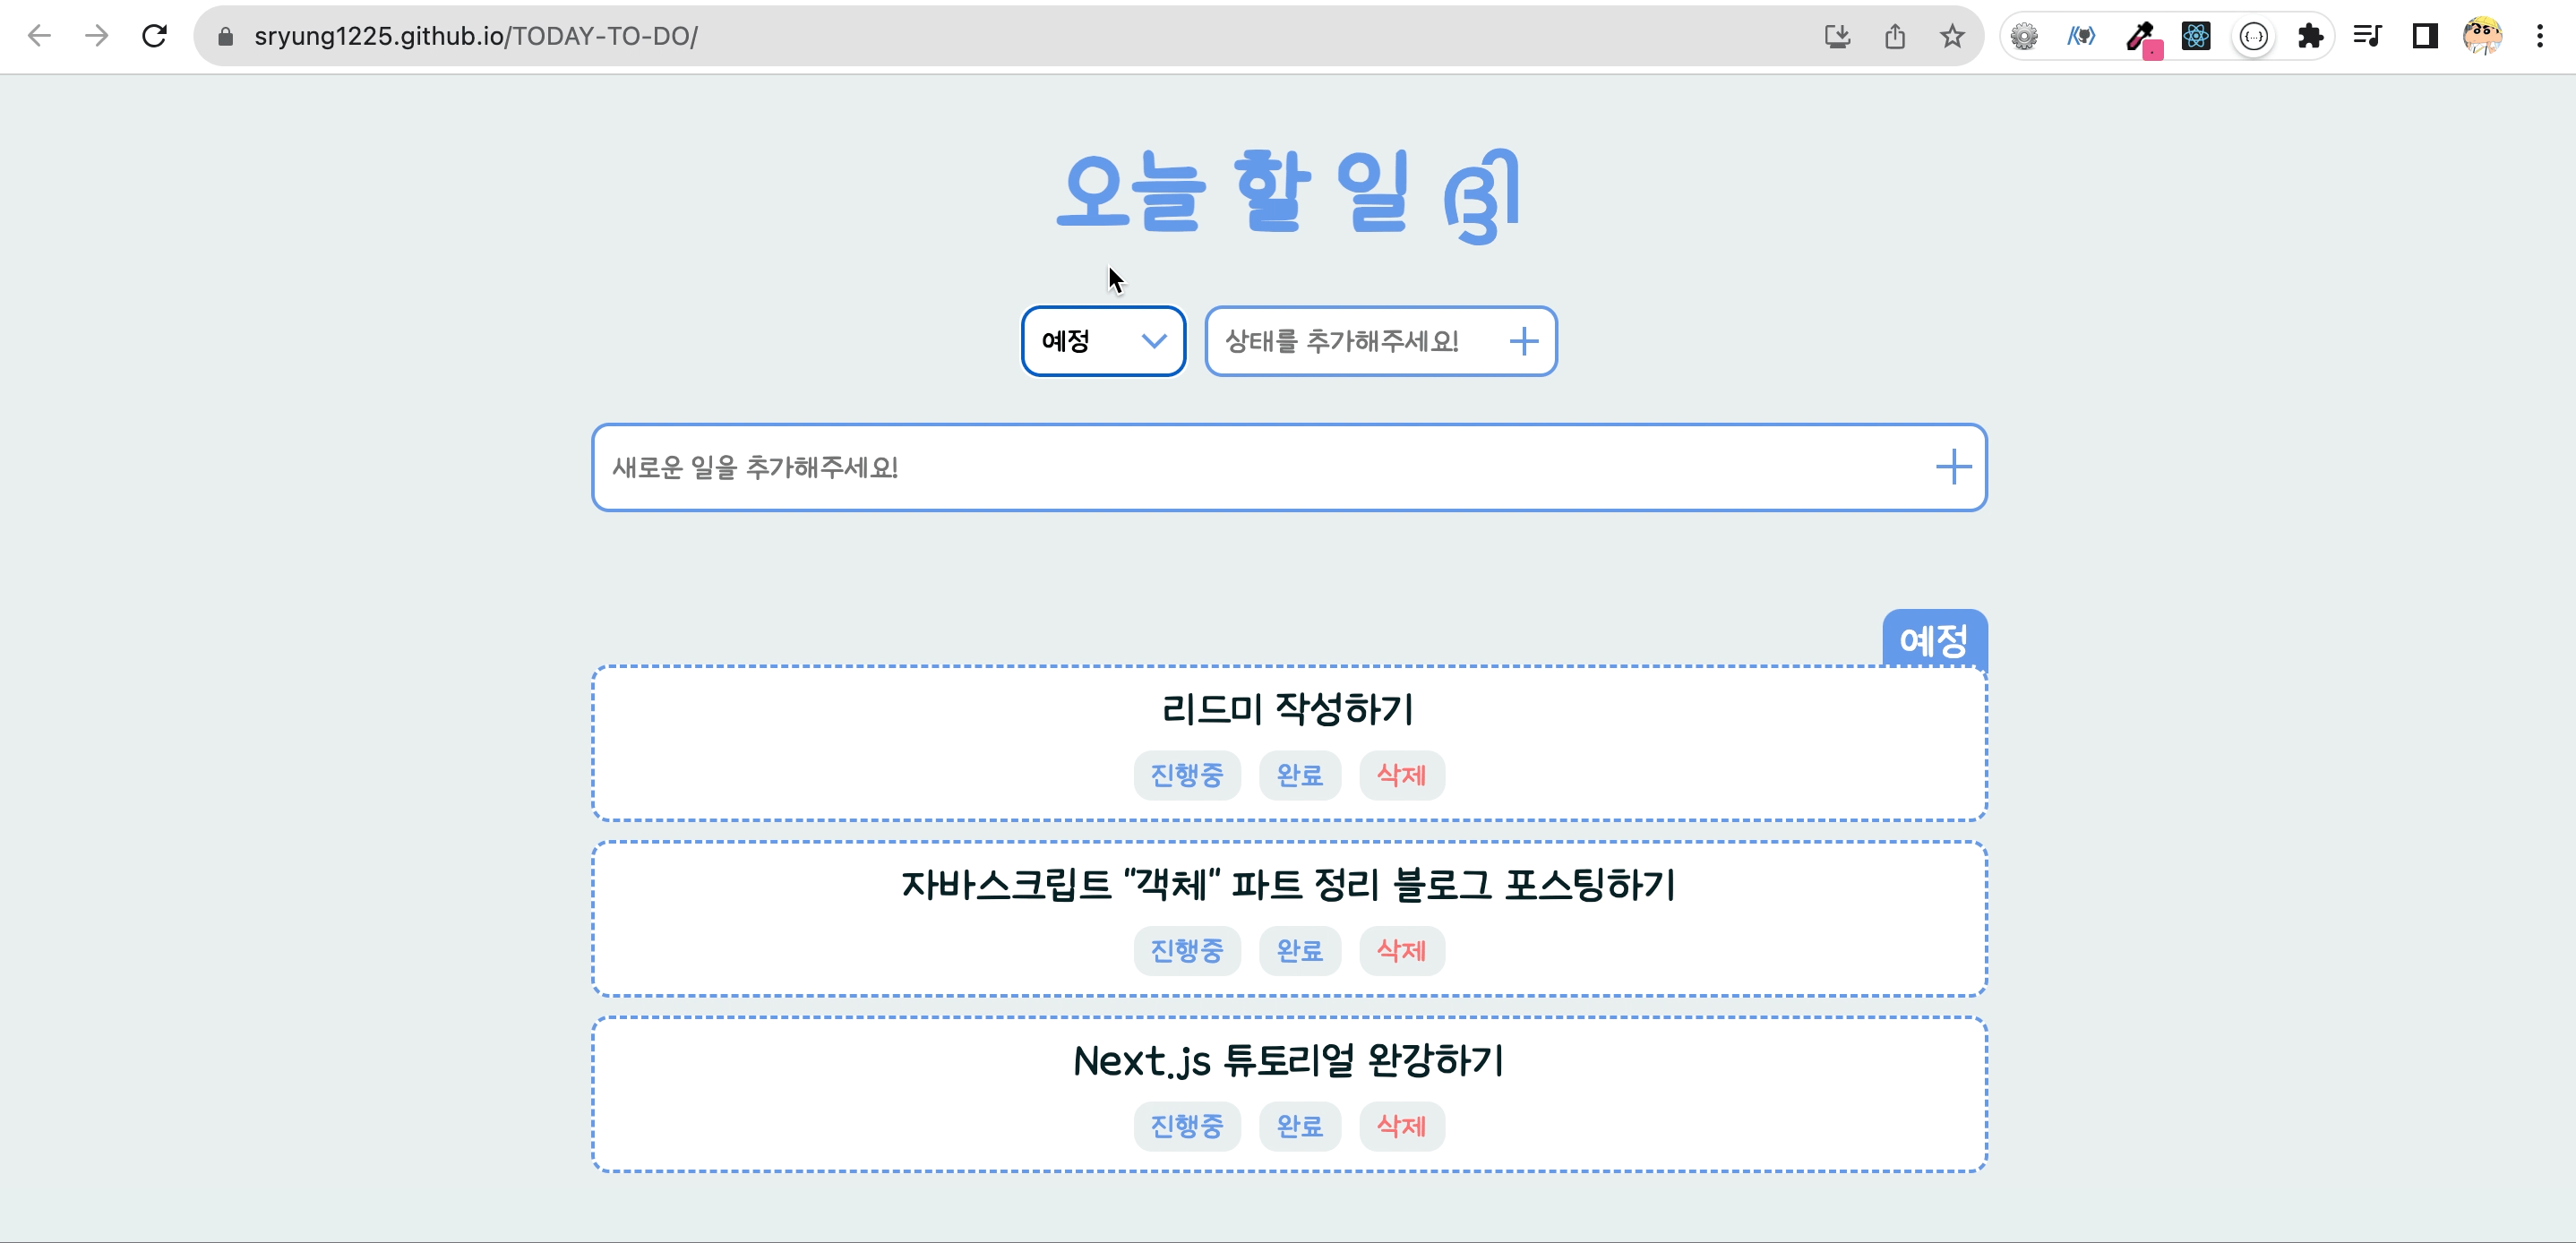 sryung1225.github.io/TODAY-TO-DO/
오늘 할 일 ൕ
예정
상태를 추가해주세요!
새로운 일을 추가해주세요!
예정
리드미 작성하기
진행중 완료 삭제
자바스크립트 "객체" 파트 정리 블로그 포스팅하기
진행중 완료 삭제
Next.js 튜토리얼 완강하기
진행중 완료 삭제